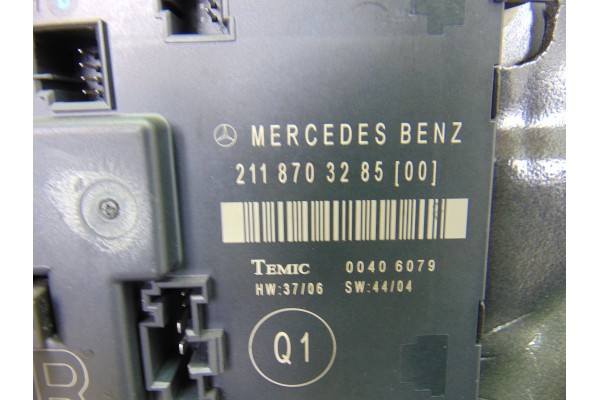 MERCEDES BENZ
211 870 32 85 [00]
TEMIC 0040 6079
HW:37/06 SW:44/04
Q1
R